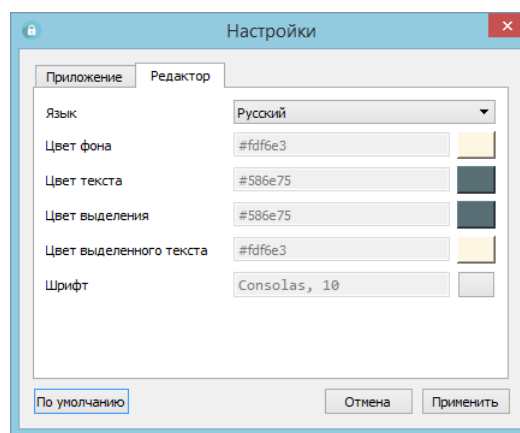 Настройки
Приложение Редактор
Язык Русский
Цвет фона #fdf6e3
Цвет текста #586e75
Цвет выделения #586e75
Цвет выделенного текста #fdf6e3
Шрифт Consolas, 10
По умолчанию Отмена Применить